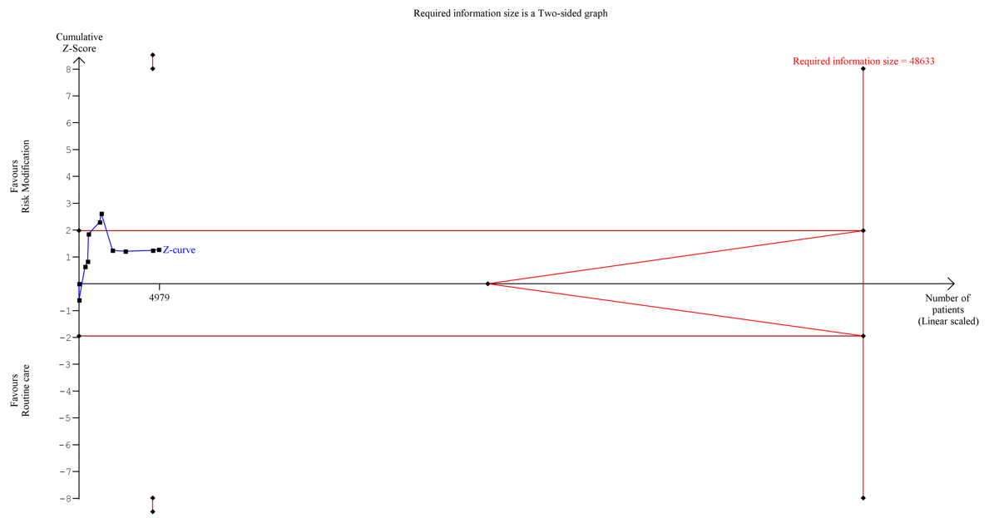 Required information size is a Two-sided graph
Cumulative
Z-Score
Required information size = 48633
8
7
6
5
4
3
2
1
-1
-2
-3
-4
-5
-6
-7
-8
Favours
Risk Modification
Favours
Routine care
Z-curve
4979
Number of
patients
(Linear scaled)